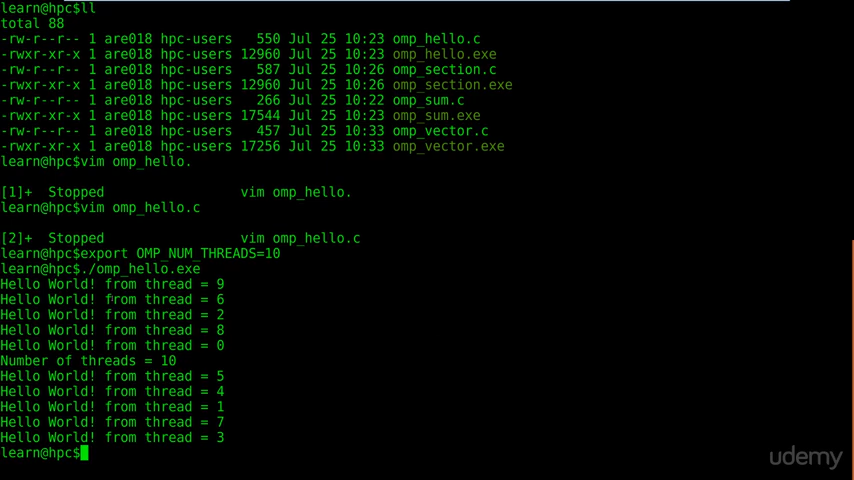 learn@hpc$ll
total 88
-rw-r--r-- 1 are018 hpc-users   550 Jul 25 10:23 omp_hello.c
-rwxr-xr-x 1 are018 hpc-users 12960 Jul 25 10:23 omp_hello.exe
-rw-r--r-- 1 are018 hpc-users   587 Jul 25 10:26 omp_section.c
-rwxr-xr-x 1 are018 hpc-users 12960 Jul 25 10:26 omp_section.exe
-rw-r--r-- 1 are018 hpc-users   266 Jul 25 10:22 omp_sum.c
-rwxr-xr-x 1 are018 hpc-users 17544 Jul 25 10:23 omp_sum.exe
-rw-r--r-- 1 are018 hpc-users   457 Jul 25 10:33 omp_vector.c
-rwxr-xr-x 1 are018 hpc-users 17256 Jul 25 10:33 omp_vector.exe
learn@hpc$vim omp_hello.
[1]+  Stopped                 vim omp_hello.
learn@hpc$vim omp_hello.c
[2]+  Stopped                 vim omp_hello.c
learn@hpc$export OMP_NUM_THREADS=10
learn@hpc$./omp_hello.exe
Hello World! from thread = 9
Hello World! from thread = 6
Hello World! from thread = 2
Hello World! from thread = 8
Hello World! from thread = 0
Number of threads = 10
Hello World! from thread = 5
Hello World! from thread = 4
Hello World! from thread = 1
Hello World! from thread = 7
Hello World! from thread = 3
learn@hpc$
udemy